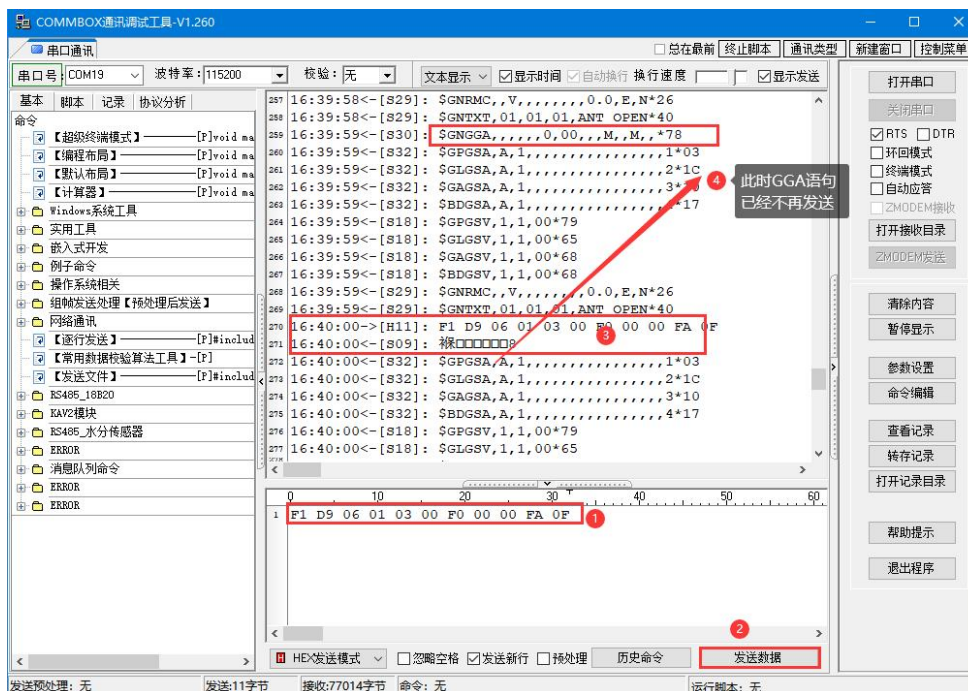 COMMBOX通讯调试工具-V1.260
串口通讯
总在最前 终止脚本 通讯类型 新建窗口 控制菜单
串口号: COM19 波特率: 115200 校验: 无 文本显示 显示时间 自动换行 换行速度 显示发送
基本 脚本 记录 协议分析
命令
【超级终端模式】————[P]void ma
【编程布局】————[P]void ma
【默认布局】————[P]void ma
【计算器】————[P]void ma
Windows系统工具
实用工具
嵌入式开发
例子命令
操作系统相关
组帧发送处理【预处理后发送】
网络通讯
【逐行发送】————[P]#includ
【常用数据校验算法工具】-[P]
【发送文件】————[P]#includ
RS485_18B20
KAV2模块
RS485_水分传感器
ERROR
消息队列命令
ERROR
ERROR
257 16:39:58<-[S29]: $GNRMC,,V,,,,,,,,0.0,E,N*26
258 16:39:58<-[S29]: $GNTXT,01,01,01,ANT OPEN*40
259 16:39:59<-[S30]: $GNGGA,,,,,,0,00,,,M,,M,,*78
260 16:39:59<-[S32]: $GPGSA,A,1,,,,,,,,,,,,,,,,1*03
261 16:39:59<-[S32]: $GLGSA,A,1,,,,,,,,,,,,,,,,2*1C
262 16:39:59<-[S32]: $GAGSA,A,1,,,,,,,,,,,,,,,,3*10
263 16:39:59<-[S32]: $BDGSA,A,1,,,,,,,,,,,,,,,,4*17
264 16:39:59<-[S18]: $GPGSV,1,1,00*79
265 16:39:59<-[S18]: $GLGSV,1,1,00*65
266 16:39:59<-[S18]: $GAGSV,1,1,00*68
267 16:39:59<-[S18]: $BDGSV,1,1,00*68
268 16:39:59<-[S29]: $GNRMC,,V,,,,,,,,0.0,E,N*26
269 16:39:59<-[S29]: $GNTXT,01,01,01,ANT OPEN*40
270 16:40:00->[H11]: F1 D9 06 01 03 00 F0 00 00 FA 0F
271 16:40:00<-[S09]: 8
272 16:40:00<-[S32]: $GPGSA,A,1,,,,,,,,,,,,,,,,1*03
273 16:40:00<-[S32]: $GLGSA,A,1,,,,,,,,,,,,,,,,2*1C
274 16:40:00<-[S32]: $GAGSA,A,1,,,,,,,,,,,,,,,,3*10
275 16:40:00<-[S32]: $BDGSA,A,1,,,,,,,,,,,,,,,,4*17
276 16:40:00<-[S18]: $GPGSV,1,1,00*79
277 16:40:00<-[S18]: $GLGSV,1,1,00*65
3
4
此时GGA语句
已经不再发送
0 10 20 30 40 50 60
1 F1 D9 06 01 03 00 F0 00 00 FA 0F
1
2
HEX发送模式 忽略空格 发送新行 预处理 历史命令 发送数据
打开串口
关闭串口
RTS DTR
环回模式
终端模式
自动应答
ZMODEM接收
打开接收目录
ZMODEM发送
清除内容
暂停显示
参数设置
命令编辑
查看记录
转存记录
打开记录目录
帮助提示
退出程序
发送预处理: 无 发送:11字节 接收:77014字节 命令: 无 运行脚本: 无